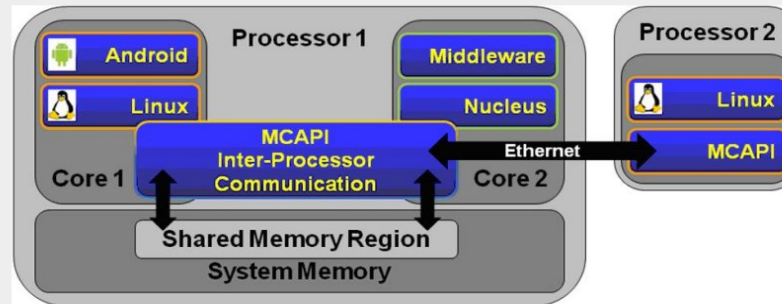 Processor 1
Processor 2
Android
Linux
Core 1
Middleware
Nucleus
Core 2
MCAPI
Inter-Processor
Communication
Ethernet
Linux
MCAPI
Shared Memory Region
System Memory